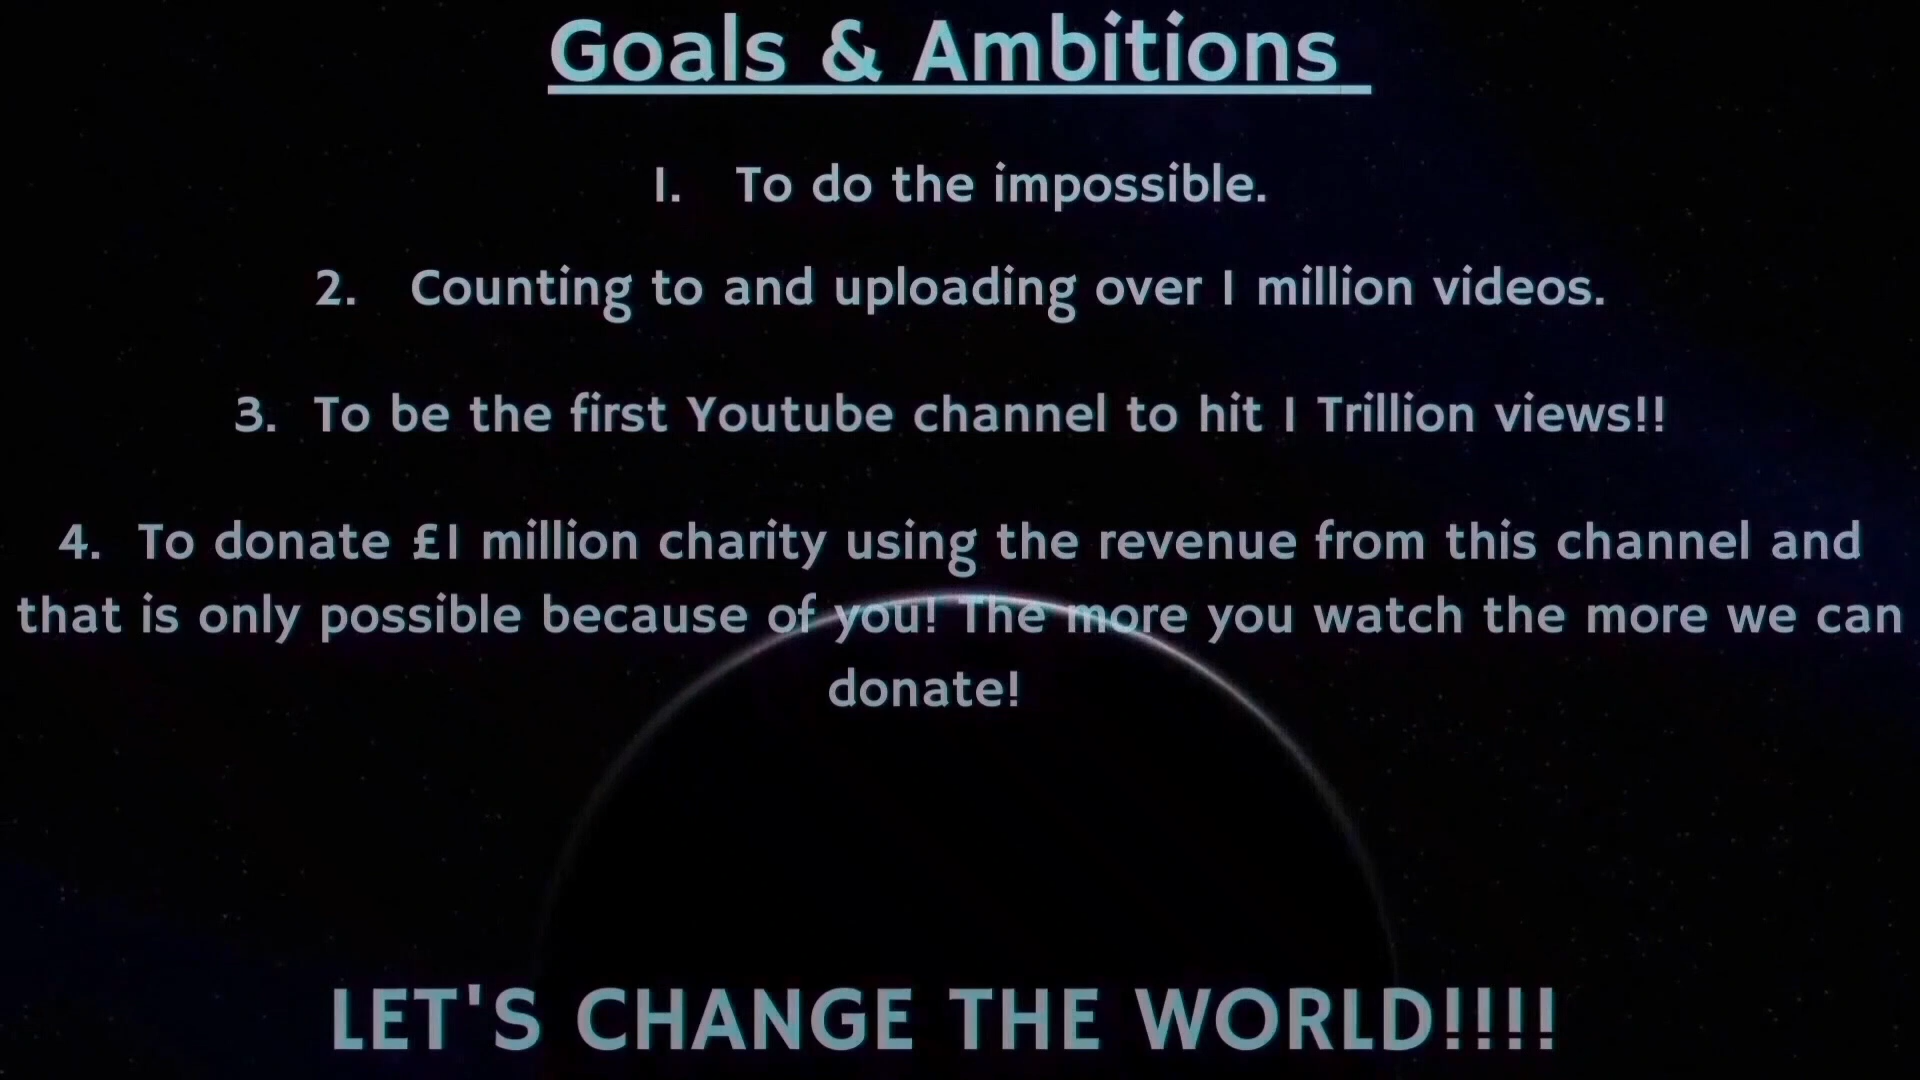 Goals & Ambitions
1. To do the impossible.
2. Counting to and uploading over 1 million videos.
3. To be the first Youtube channel to hit 1 Trillion views!!
4. To donate £1 million charity using the revenue from this channel and
that is only possible because of you! The more you watch the more we can
donate!
LET'S CHANGE THE WORLD!!!!